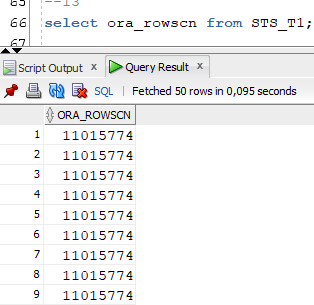 65 --13
66 select ora_rowscn from STS_T1;
67
Script Output × Query Result ×
SQL | Fetched 50 rows in 0,095 seconds
ORA_ROWSCN
1 11015774
2 11015774
3 11015774
4 11015774
5 11015774
6 11015774
7 11015774
8 11015774
9 11015774